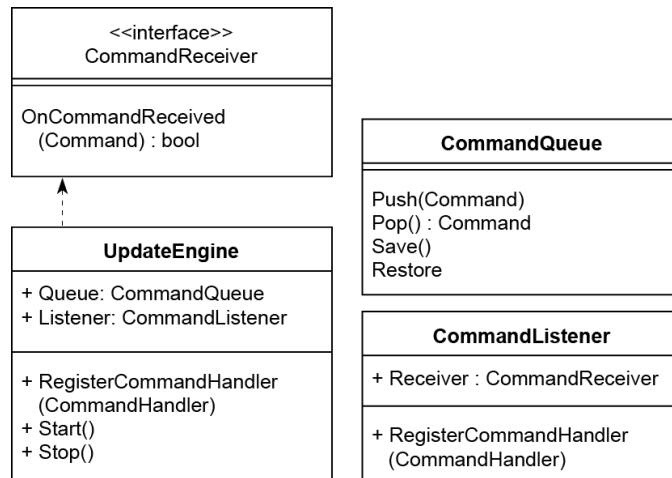 <<interface>>
CommandReceiver
OnCommandReceived
(Command) : bool
UpdateEngine
+ Queue: CommandQueue
+ Listener: CommandListener
+ RegisterCommandHandler
(CommandHandler)
+ Start()
+ Stop()
CommandQueue
Push(Command)
Pop() : Command
Save()
Restore
CommandListener
+ Receiver : CommandReceiver
+ RegisterCommandHandler
(CommandHandler)